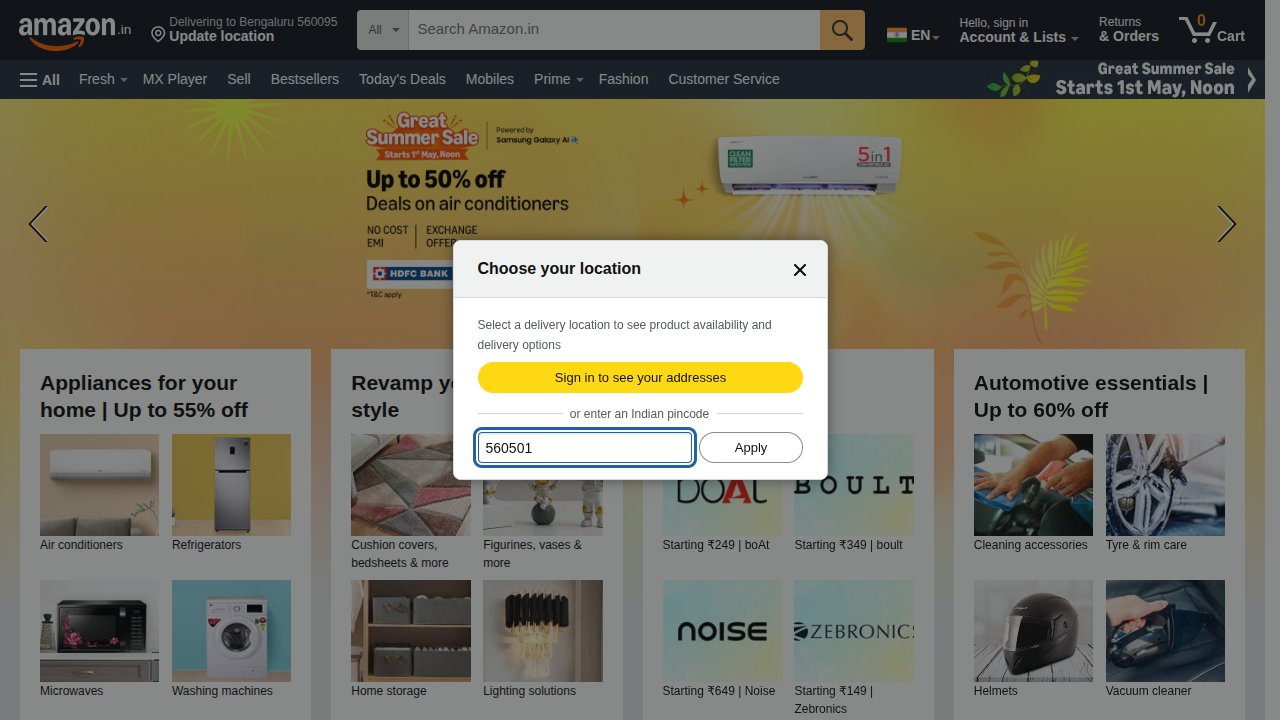 amazon.in
Delivering to Bengaluru 560095
Update location
All
Search Amazon.in
EN
Hello, sign in
Account & Lists
Returns
& Orders
0
Cart
All
Fresh
MX Player
Sell
Bestsellers
Today's Deals
Mobiles
Prime
Fashion
Customer Service
Great Summer Sale
Starts 1st May, Noon
Great
Summer Sale
Starts 1st May, Noon
Powered by
Samsung Galaxy AI
Up to 50% off
Deals on air conditioners
NO COST
EMI
EXCHANGE
OFFER
HDFC BANK
*T&C apply
CLEAN
FILTER
5in1
Choose your location
Select a delivery location to see product availability and
delivery options
Sign in to see your addresses
or enter an Indian pincode
560501
Apply
Appliances for your
home | Up to 55% off
Air conditioners
Refrigerators
Microwaves
Washing machines
Revamp yo
style
Cushion covers,
bedsheets & more
Figurines, vases &
more
Home storage
Lighting solutions
boAt
BOULT
Starting ₹249 | boAt
Starting ₹349 | boult
noise
ZEBRONICS
Starting ₹649 | Noise
Starting ₹149 |
Zebronics
Automotive essentials |
Up to 60% off
Cleaning accessories
Tyre & rim care
Helmets
Vacuum cleaner